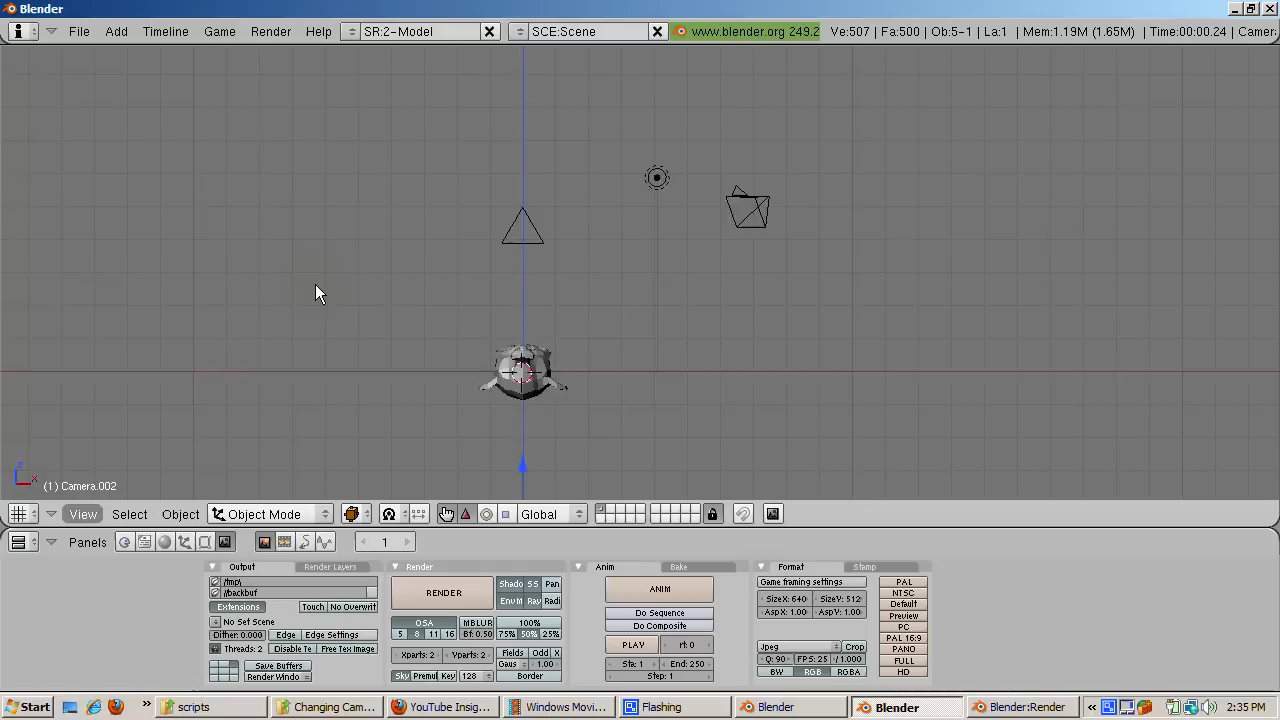 Blender
File Add Timeline Game Render Help SR:2-Model SCE:Scene www.blender.org 249.2 Ve:507 | Fa:500 | Ob:5-1 | La:1 | Mem:1.19M (1.65M) | Time:00:00.24 | Camer
z
x
(1) Camera.002
View Select Object Object Mode Global
Panels 1
Output Render Layers Render Anim Bake Format Stamp
/tmp\
//backbuf
Extensions Touch No Overwrit
No Set Scene
Dither: 0.000 Edge Edge Settings
Threads: 2 Disable Te Free Tex Image
Save Buffers
Render Windo
RENDER
Shado SS Pan
EnvM Ray Radi
OSA MBLUR 100%
5 8 11 16 Bf: 0.50 75% 50% 25%
Xparts: 2 Yparts: 2 Fields Odd X
Gaus 1.00
Sky Premul Key 128 Border
ANIM
Do Sequence
Do Composite
PLAY rt: 0
Sta: 1 End: 250
Step: 1
Game framing settings
SizeX: 640 SizeY: 512
AspX: 1.00 AspY: 1.00
Jpeg Crop
Q: 90 FPS: 25 /:1.000
BW RGB RGBA
PAL
NTSC
Default
Preview
PC
PAL 16:9
PANO
FULL
HD
Start » scripts Changing Cam... YouTube Insig... Windows Movi... Flashing Blender Blender Blender:Render « 2:35 PM